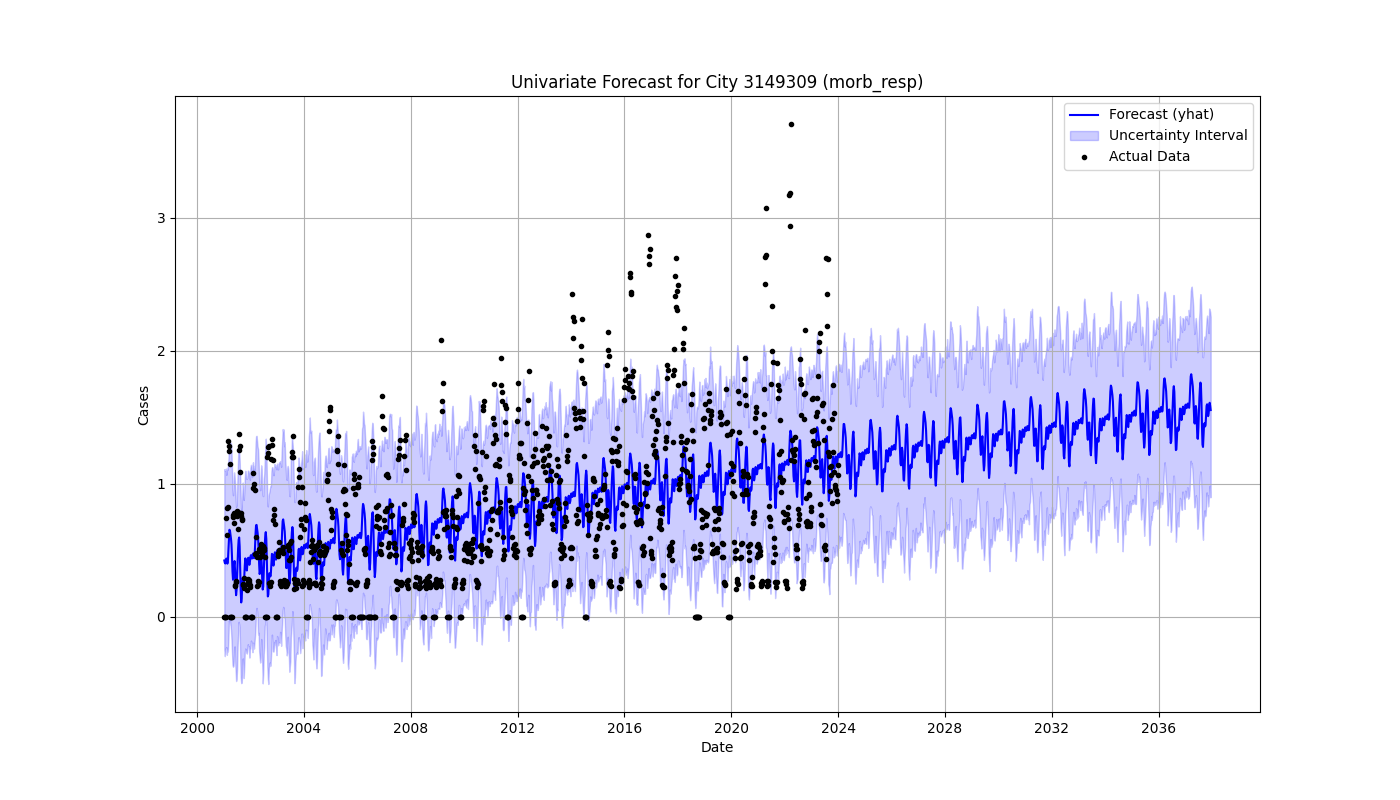 Univariate Forecast for City 3149309 (morb_resp)
Forecast (yhat)
Uncertainty Interval
Actual Data
Cases
3
2
1
0
2000 2004 2008 2012 2016 2020 2024 2028 2032 2036
Date